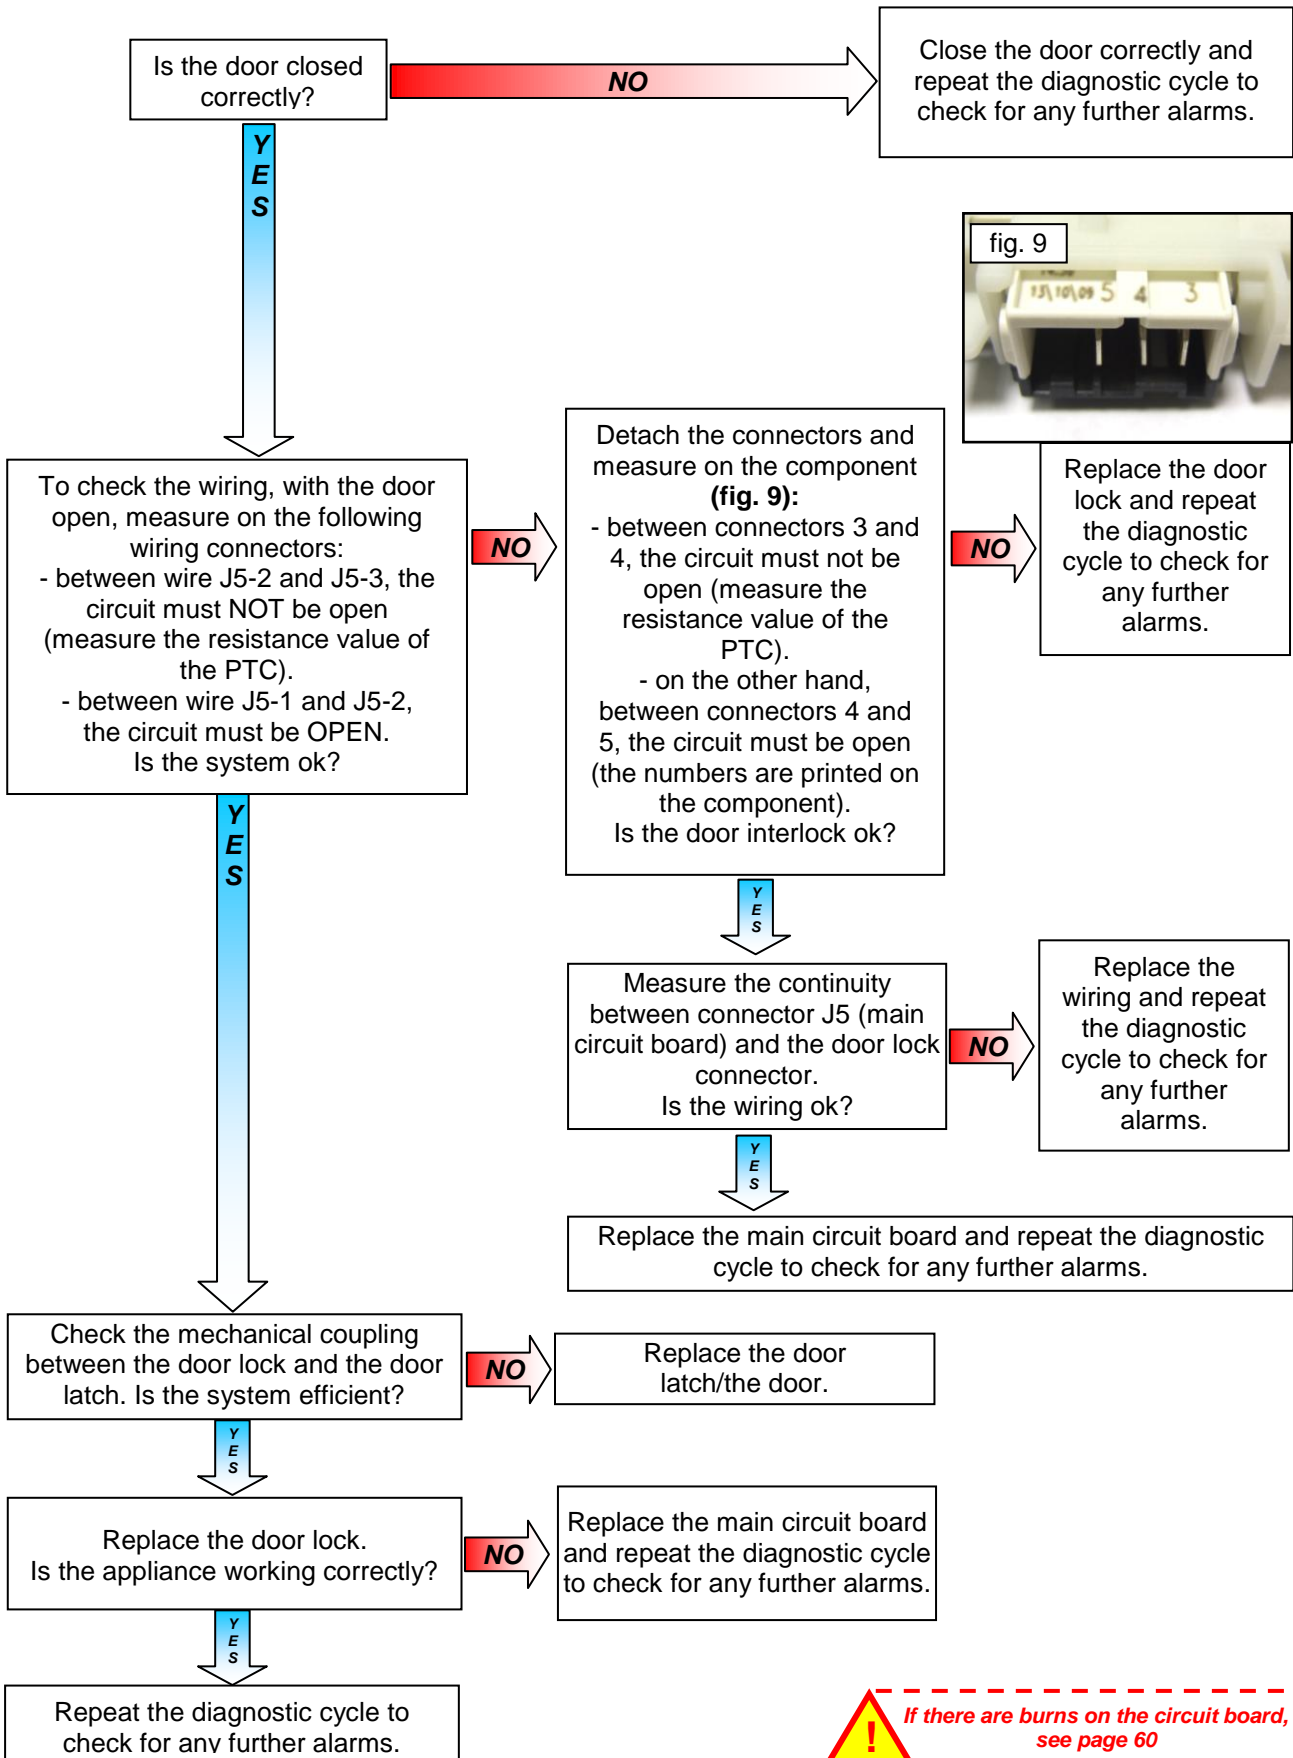 Is the door closed
correctly?
NO
Close the door correctly and
repeat the diagnostic cycle to
check for any further alarms.
YES
fig. 9
13\10\09 5 4 3
To check the wiring, with the door
open, measure on the following
wiring connectors:
- between wire J5-2 and J5-3, the
circuit must NOT be open
(measure the resistance value of
the PTC).
- between wire J5-1 and J5-2,
the circuit must be OPEN.
Is the system ok?
NO
Detach the connectors and
measure on the component
(fig. 9):
- between connectors 3 and
4, the circuit must not be
open (measure the
resistance value of the
PTC).
- on the other hand,
between connectors 4 and
5, the circuit must be open
(the numbers are printed on
the component).
Is the door interlock ok?
NO
Replace the door
lock and repeat
the diagnostic
cycle to check for
any further
alarms.
YES
YES
Measure the continuity
between connector J5 (main
circuit board) and the door lock
connector.
Is the wiring ok?
NO
Replace the
wiring and repeat
the diagnostic
cycle to check for
any further
alarms.
YES
Replace the main circuit board and repeat the diagnostic
cycle to check for any further alarms.
Check the mechanical coupling
between the door lock and the door
latch. Is the system efficient?
NO
Replace the door
latch/the door.
YES
Replace the door lock.
Is the appliance working correctly?
NO
Replace the main circuit board
and repeat the diagnostic cycle
to check for any further alarms.
YES
Repeat the diagnostic cycle to
check for any further alarms.
!
If there are burns on the circuit board,
see page 60